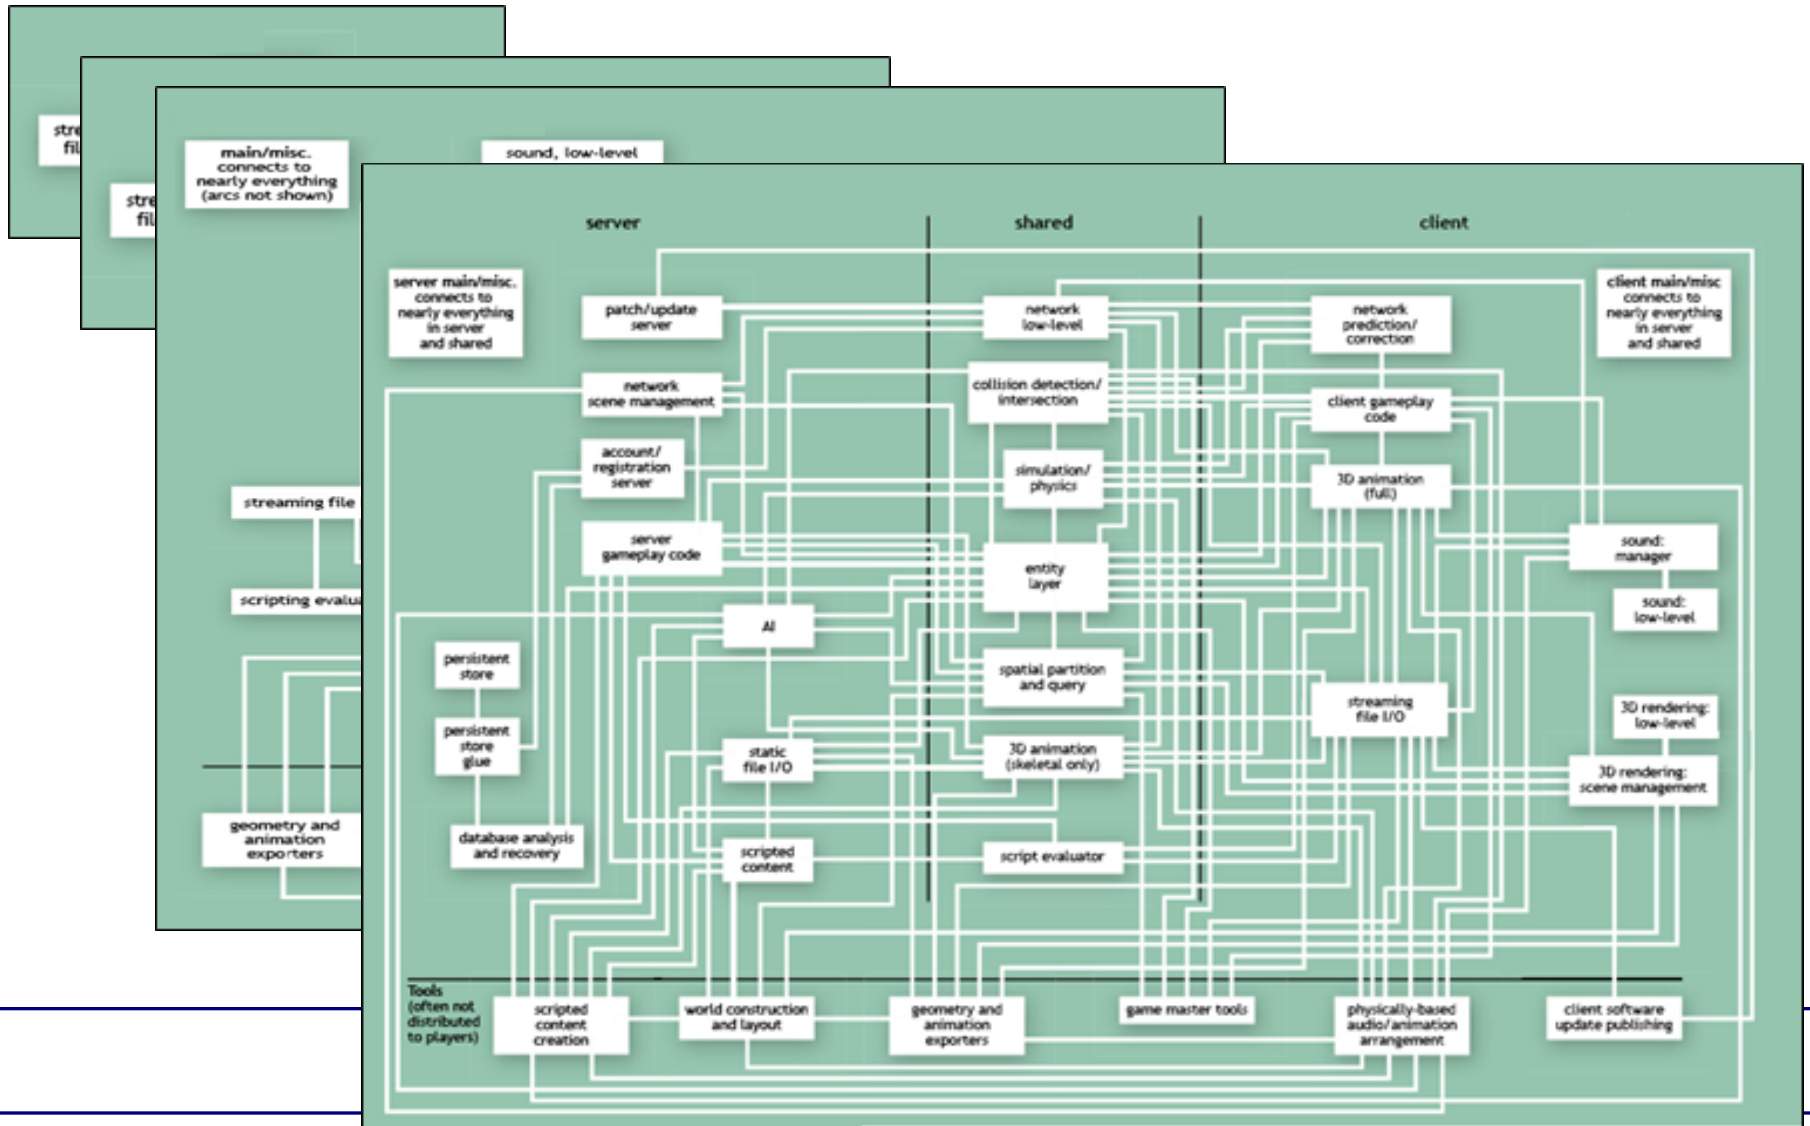 stre
fil
stre
fil
main/misc.
connects to
nearly everything
(arcs not shown)
sound, low-level
streaming file
scripting evalua
geometry and
animation
exporters
server
shared
client
server main/misc.
connects to
nearly everything
in server
and shared
patch/update
server
network
low-level
network
prediction/
correction
client main/misc
connects to
nearly everything
in server
and shared
network
scene management
collision detection/
intersection
client gameplay
code
account/
registration
server
simulation/
physics
3D animation
(full)
server
gameplay code
entity
layer
sound:
manager
sound:
low-level
AI
persistent
store
spatial partition
and query
streaming
file I/O
3D rendering:
low-level
persistent
store
glue
static
file I/O
3D animation
(skeletal only)
3D rendering:
scene management
database analysis
and recovery
scripted
content
script evaluator
Tools
(often not
distributed
to players)
scripted
content
creation
world construction
and layout
geometry and
animation
exporters
game master tools
physically-based
audio/animation
arrangement
client software
update publishing